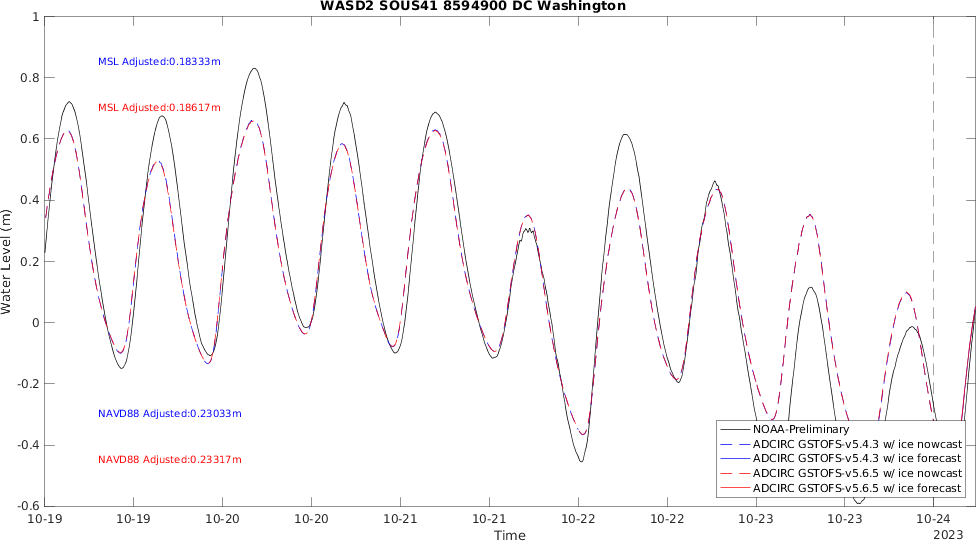 WASD2 SOUS41 8594900 DC Washington
1
0.8
0.6
0.4
0.2
0
-0.2
-0.4
-0.6
Water Level (m)
MSL Adjusted:0.18333m
MSL Adjusted:0.18617m
NAVD88 Adjusted:0.23033m
NAVD88 Adjusted:0.23317m
NOAA-Preliminary
ADCIRC GSTOFS-v5.4.3 w/ ice nowcast
ADCIRC GSTOFS-v5.4.3 w/ ice forecast
ADCIRC GSTOFS-v5.6.5 w/ ice nowcast
ADCIRC GSTOFS-v5.6.5 w/ ice forecast
10-19 10-19 10-20 10-20 10-21 10-21 10-22 10-22 10-23 10-23 10-24
Time
2023